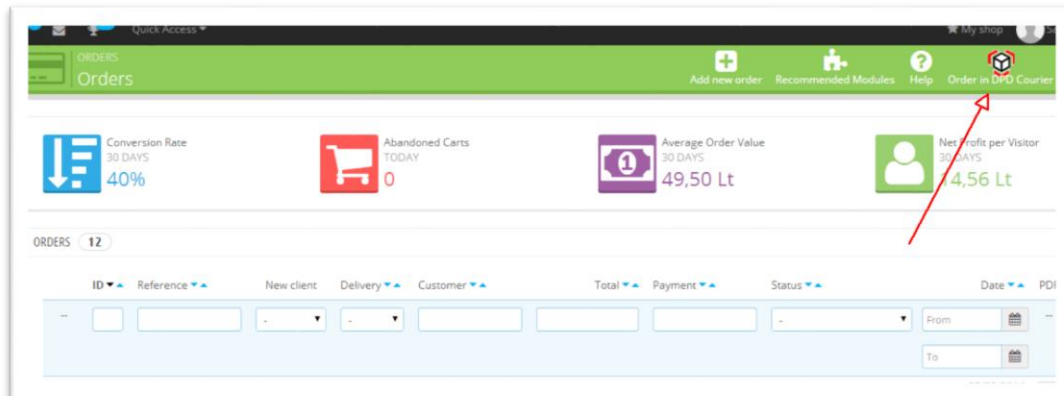 Quick Access
My shop
ORDERS
Orders
Add new order
Recommended Modules
Help
Order in DPD Courier
Conversion Rate
30 DAYS
40%
Abandoned Carts
TODAY
0
Average Order Value
30 DAYS
49,50 Lt
Net Profit per Visitor
30 DAYS
14,56 Lt
ORDERS 12
ID Reference New client Delivery Customer Total Payment Status Date
-- - - - From --
To